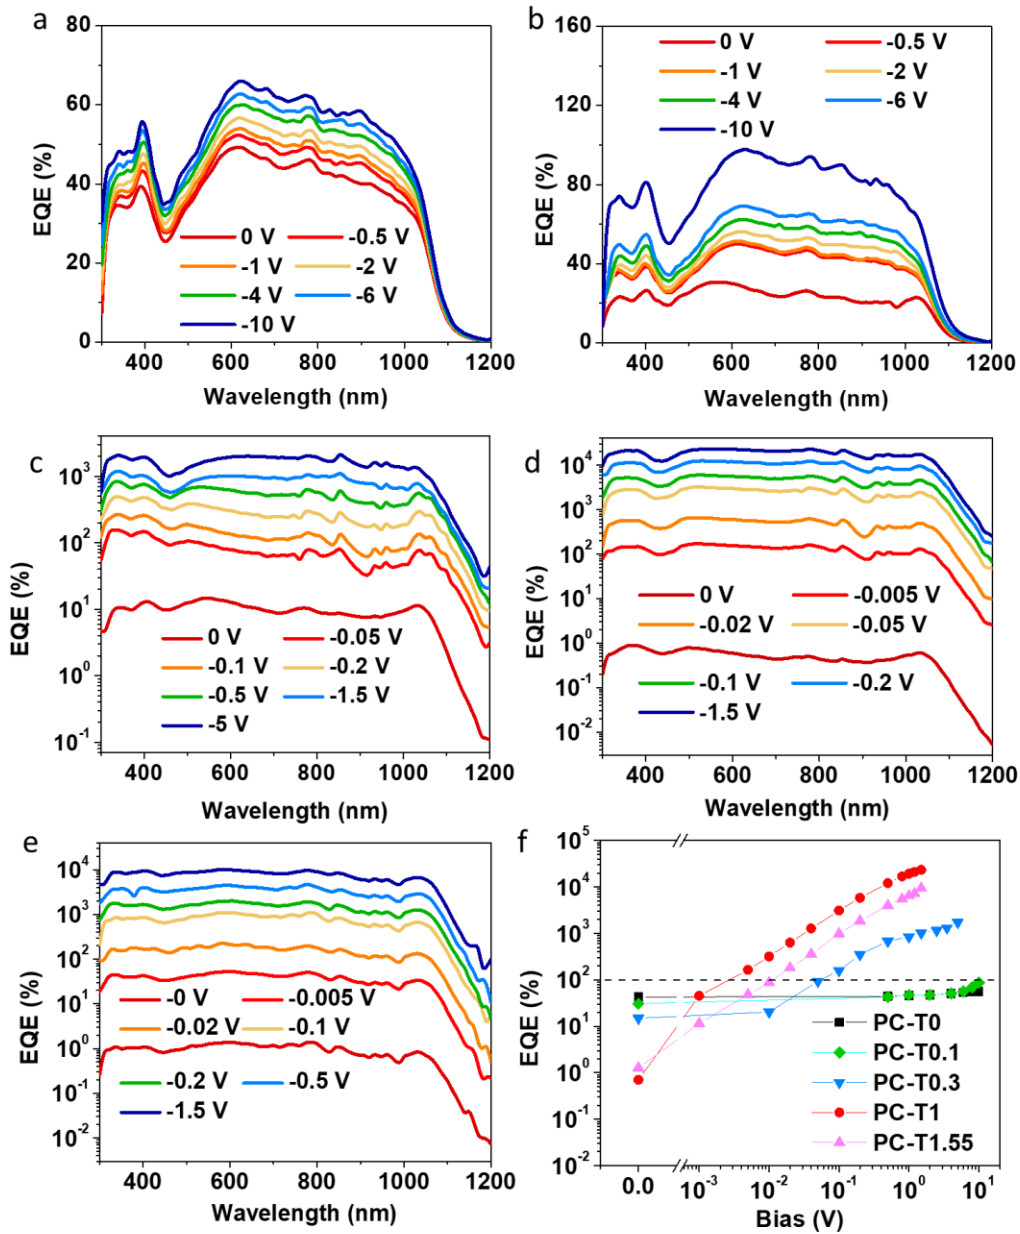 a
80
60
40
20
0
EQE (%)
0 V -0.5 V
-1 V -2 V
-4 V -6 V
-10 V
400 600 800 1000 1200
Wavelength (nm)
b
160
120
80
40
0
EQE (%)
0 V -0.5 V
-1 V -2 V
-4 V -6 V
-10 V
400 600 800 1000 1200
Wavelength (nm)
c
10³
10²
10¹
10⁰
10⁻¹
EQE (%)
0 V -0.05 V
-0.1 V -0.2 V
-0.5 V -1.5 V
-5 V
400 600 800 1000 1200
Wavelength (nm)
d
10⁴
10³
10²
10¹
10⁰
10⁻¹
10⁻²
EQE (%)
0 V -0.005 V
-0.02 V -0.05 V
-0.1 V -0.2 V
-1.5 V
400 600 800 1000 1200
Wavelength (nm)
e
10⁴
10³
10²
10¹
10⁰
10⁻¹
10⁻²
EQE (%)
-0 V -0.005 V
-0.02 V -0.1 V
-0.2 V -0.5 V
-1.5 V
400 600 800 1000 1200
Wavelength (nm)
f
10⁵
10⁴
10³
10²
10¹
10⁰
10⁻¹
10⁻²
EQE (%)
PC-T0
PC-T0.1
PC-T0.3
PC-T1
PC-T1.55
0.0 10⁻³ 10⁻² 10⁻¹ 10⁰ 10¹
Bias (V)